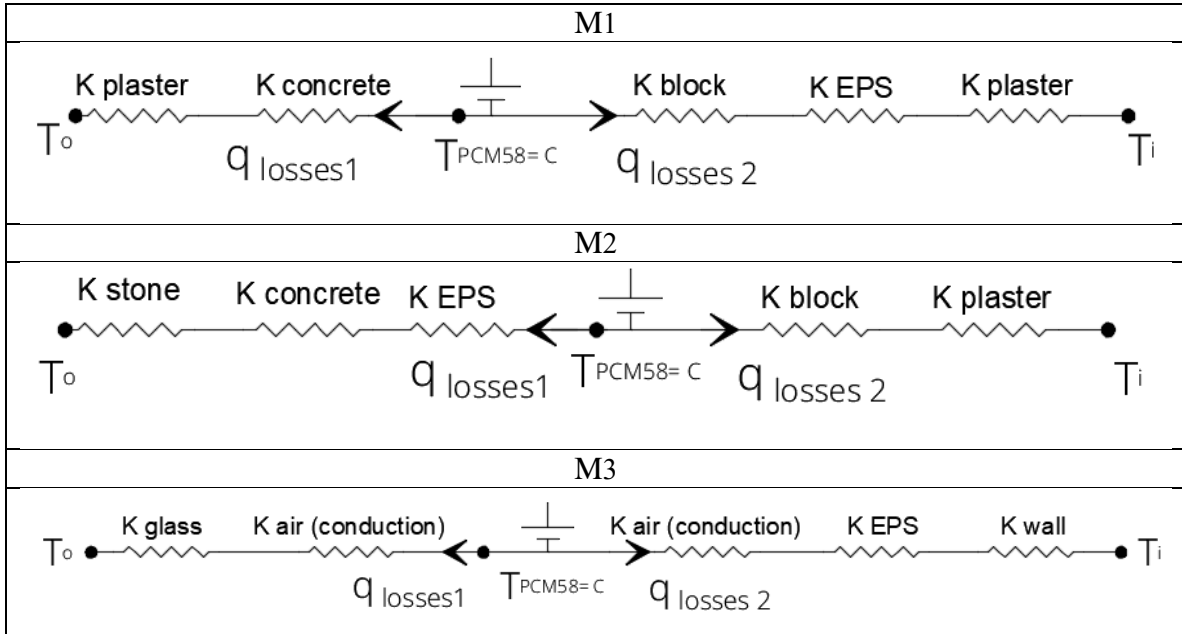 M1
K plaster K concrete K block K EPS K plaster
To q losses1 TPCM58= C q losses 2 Ti
M2
K stone K concrete K EPS K block K plaster
To q losses1 TPCM58= C q losses 2 Ti
M3
K glass K air (conduction) K air (conduction) K EPS K wall
To Ti
q losses1 TPCM58= C q losses 2